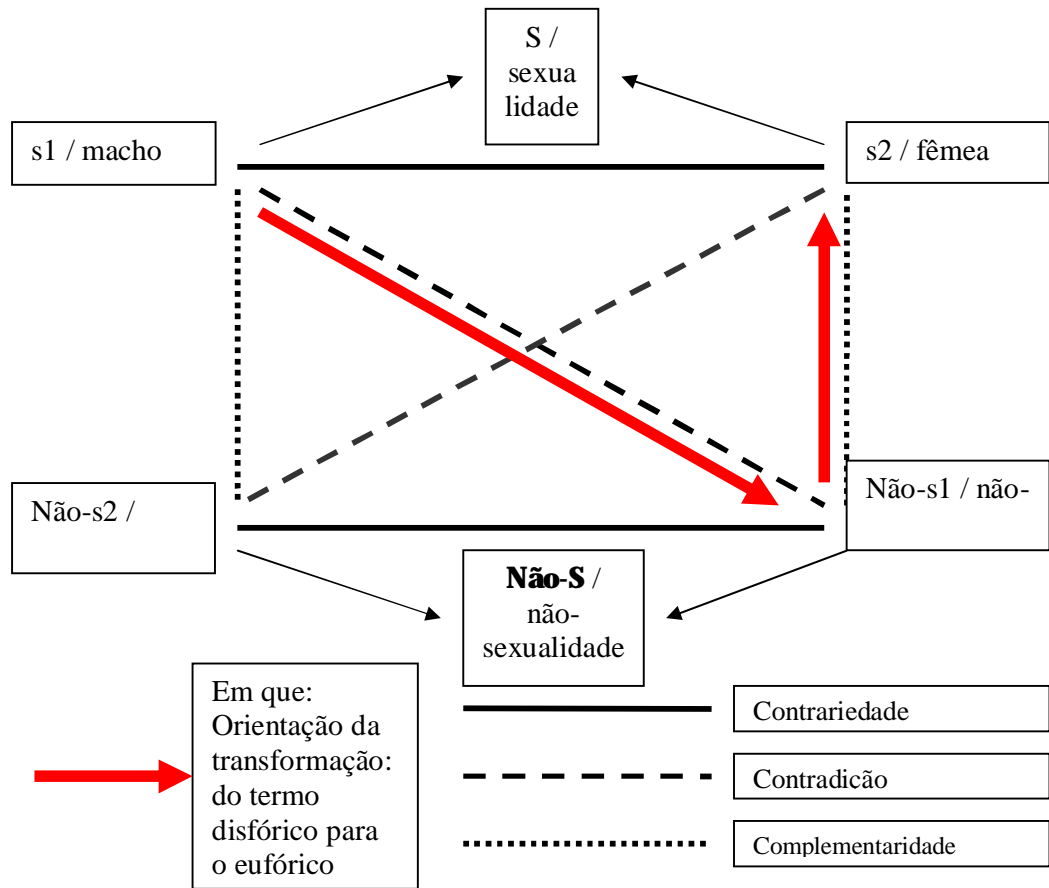 S /
sexua
lidade
s1 / macho
s2 / fêmea
Não-s2 /
Não-s1 / não-
Não-S /
não-
sexualidade
Em que:
Orientação da
transformação:
do termo
disfórico para
o eufórico
Contrariedade
Contradição
Complementaridade